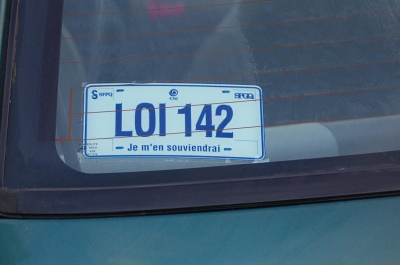 SFPQ SPGQ
LOI 142
Je m'en souviendrai